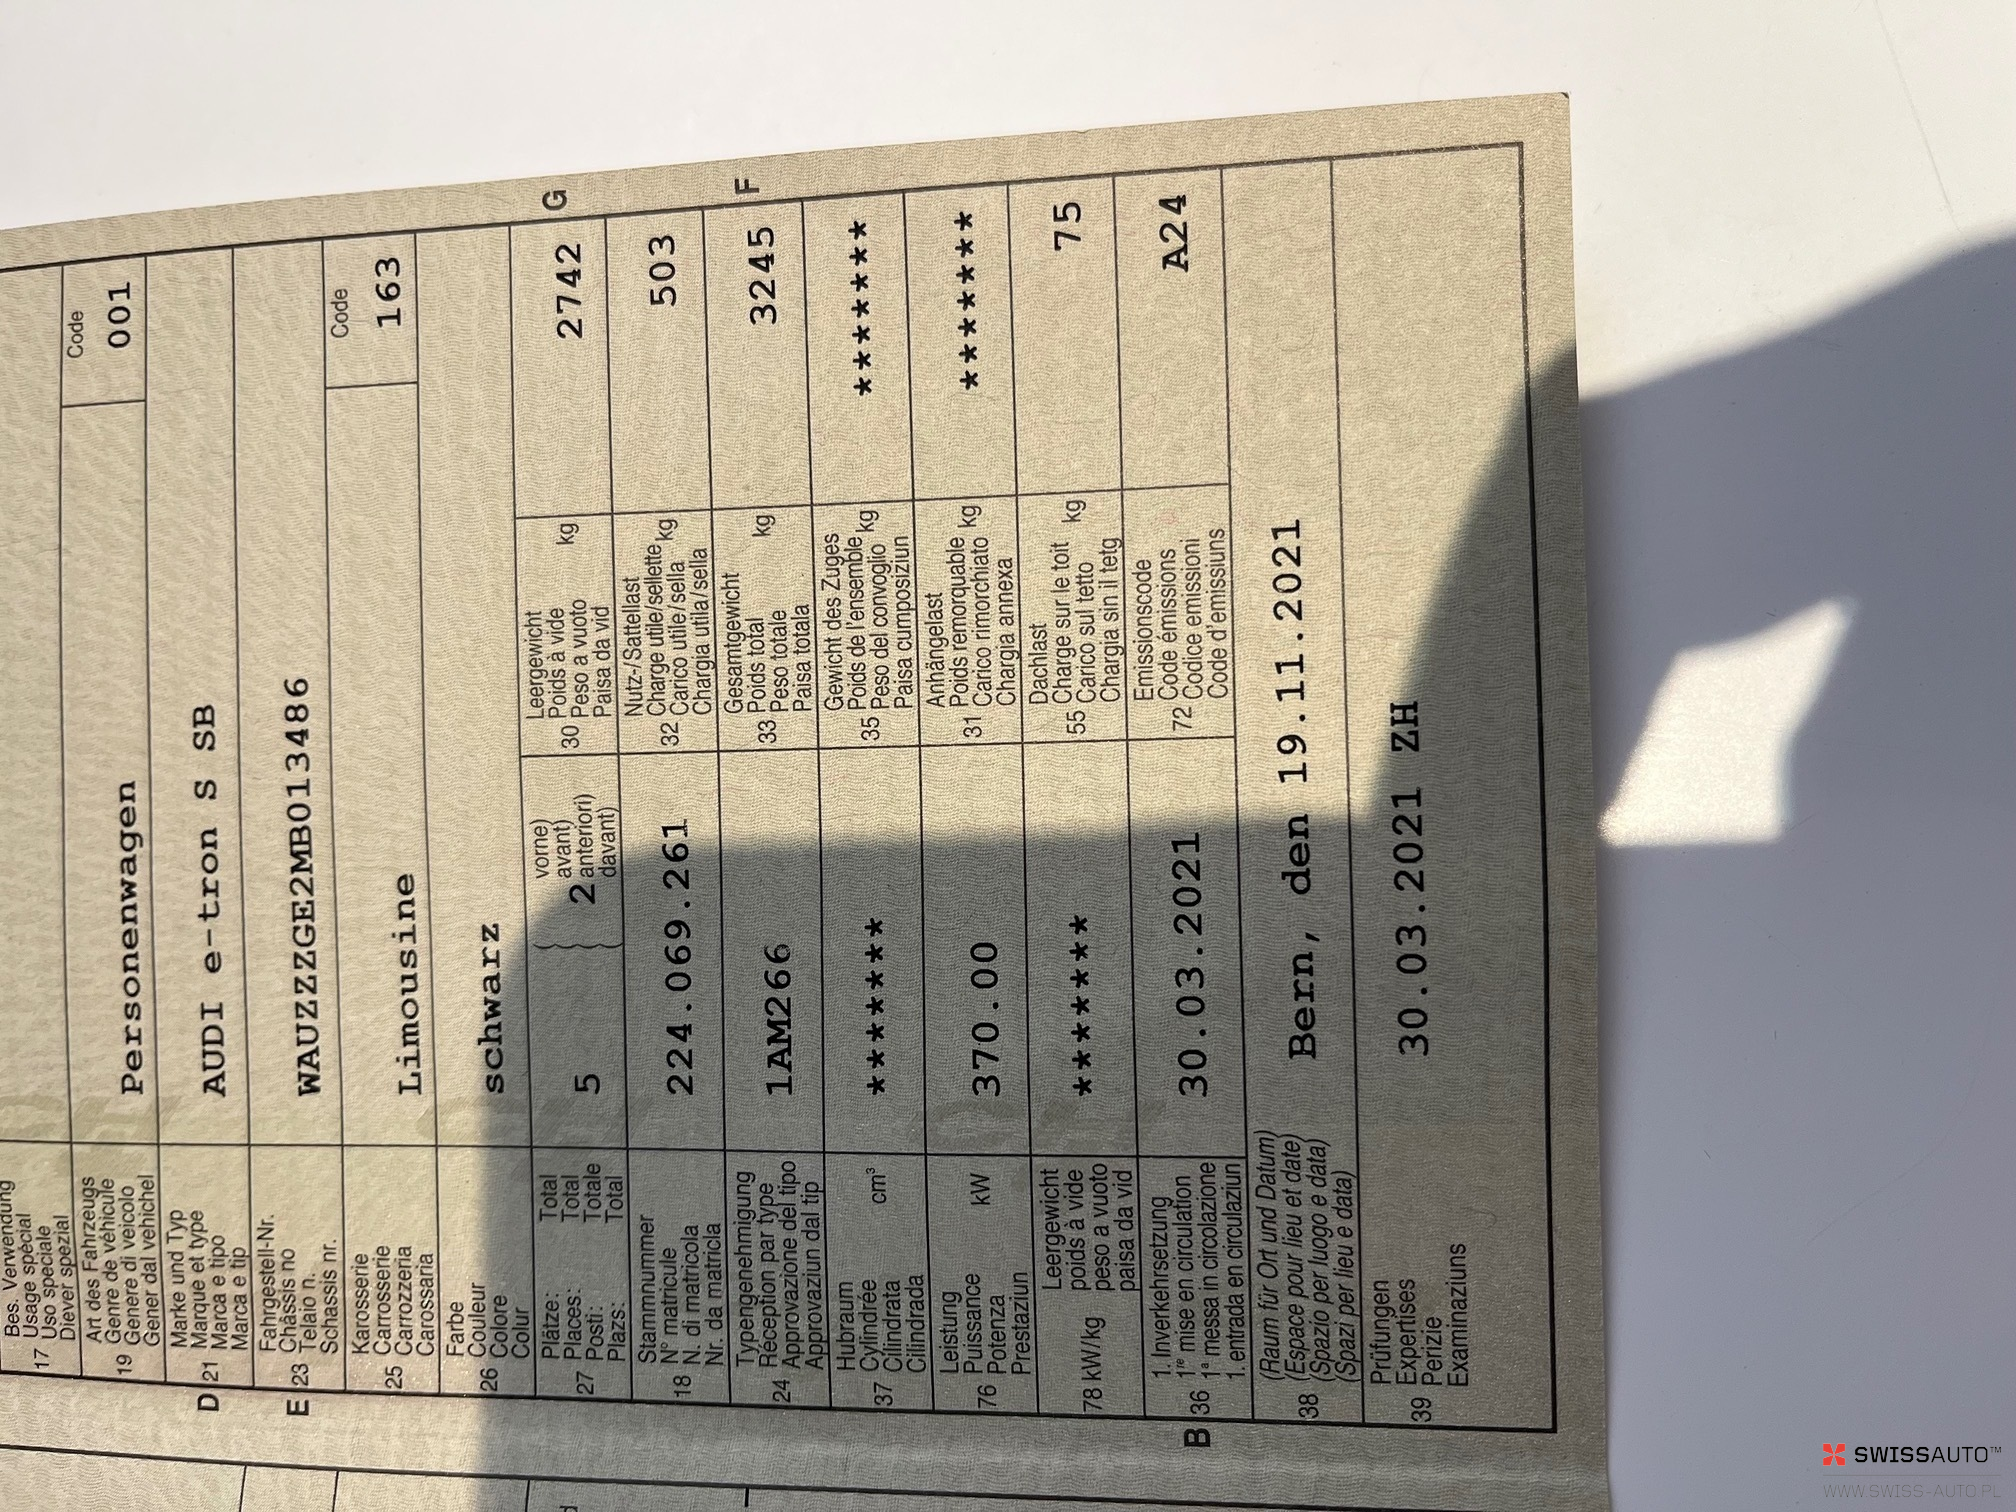 Bes. Verwendung
Usage spécial
17 Uso speciale
Diever spezial
Art des Fahrzeugs
Genre de véhicule
19 Genere di veicolo
Gener dal vehichel
Personenwagen
Code
001
Marke und Typ
Marque et type
D 21 Marca e tipo
Marca e tip
AUDI e-tron S SB
Fahrgestell-Nr.
Châssis no
E 23 Telaio n.
Schassis nr.
WAUZZZGE2MB013486
Karosserie
Carrosserie
25 Carrozzeria
Carossaria
Limousine
Code
163
Farbe
Couleur
26 Colore
Colur
schwarz
Plätze: Total
Places: Total
27 Posti: Totale
Plazs: Total
5
2
vorne)
avant)
anteriori)
davant)
Leergewicht
Poids à vide
30 Peso a vuoto kg
Paisa da vid
2742 G
Stammnummer
N° matricule
18 N. di matricola
Nr. da matricla
224.069.261
Nutz-/Sattellast
Charge utile/sellette
32 Carico utile/sella kg
Chargia utila/sella
503
Typengenehmigung
Réception par type
24 Approvazione del tipo
Approvaziun dal tip
1AM266
Gesamtgewicht
Poids total
33 Peso totale kg
Paisa totala
3245 F
Hubraum
37 Cylindrée cm³
Cilindrata
Cilindrada
*******
Gewicht des Zuges
Poids de l'ensemble
35 Peso del convoglio kg
Paisa cumposiziun
*******
Leistung
Puissance
76 Potenza kW
Prestaziun
370.00
Anhängelast
Poids remorquable
31 Carico rimorchiato kg
Chargia annexa
*******
Leergewicht
poids à vide
78 kW/kg peso a vuoto
paisa da vid
*******
Dachlast
Charge sur le toit
55 Carico sul tetto kg
Chargia sin il tetg
75
1. Inverkehrsetzung
1re mise en circulation
B 36 1a messa in circolazione
1. entrada en circulaziun
30.03.2021
Emissionscode
Code émissions
72 Codice emissioni
Code d'emissiuns
A24
(Raum für Ort und Datum)
(Espace pour lieu et date)
38 (Spazio per luogo e data)
(Spazi per lieu e data)
Bern, den 19.11.2021
Prüfungen
Expertises
39 Perizie
Examinaziuns
30.03.2021 ZH
SWISSAUTO™
WWW.SWISS-AUTO.PL